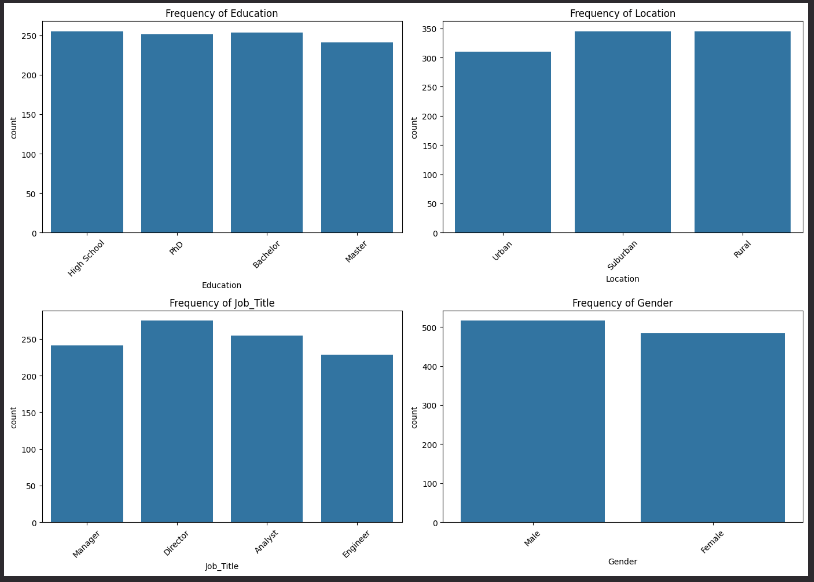 Frequency of Education
250
200
150
100
50
0
count
High School
PhD
Bachelor
Master
Education
Frequency of Location
350
300
250
200
150
100
50
0
count
Urban
Suburban
Rural
Location
Frequency of Job_Title
250
200
150
100
50
0
count
Manager
Director
Analyst
Engineer
Job_Title
Frequency of Gender
500
400
300
200
100
0
count
Male
Female
Gender